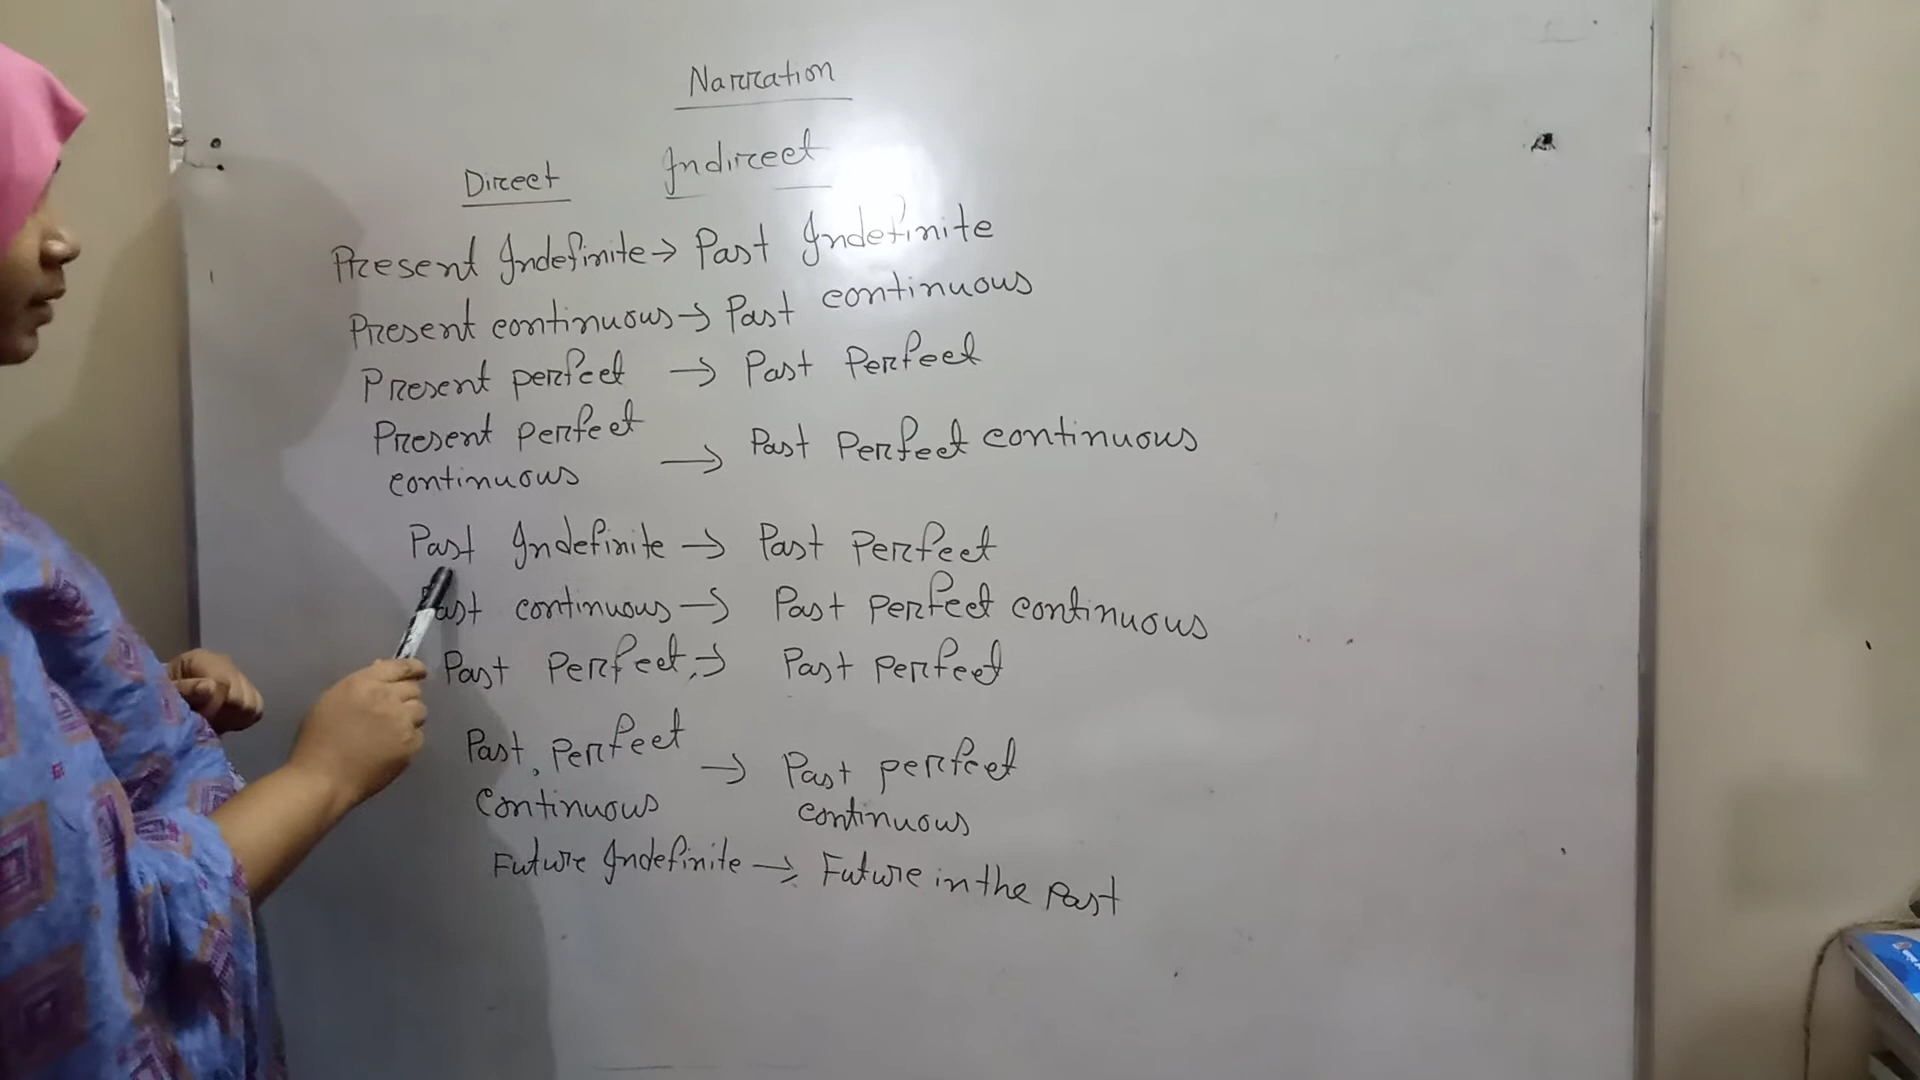 Narration
Direct Indirect
Present Indefinite → Past Indefinite
Present continuous → Past continuous
Present perfect → Past Perfect
Present perfect
continuous → Past Perfect continuous
Past Indefinite → Past Perfect
Past continuous → Past perfect continuous
Past Perfect → Past perfect
Past perfect → Past perfect
continuous continuous
Future Indefinite → Future in the Past